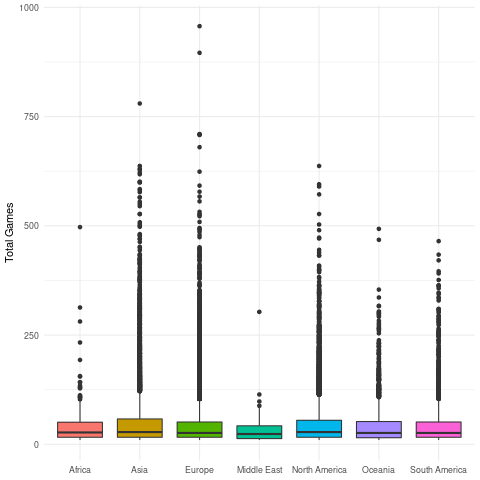 1000
750
500
250
0
Total Games
Africa
Asia
Europe
Middle East
North America
Oceania
South America